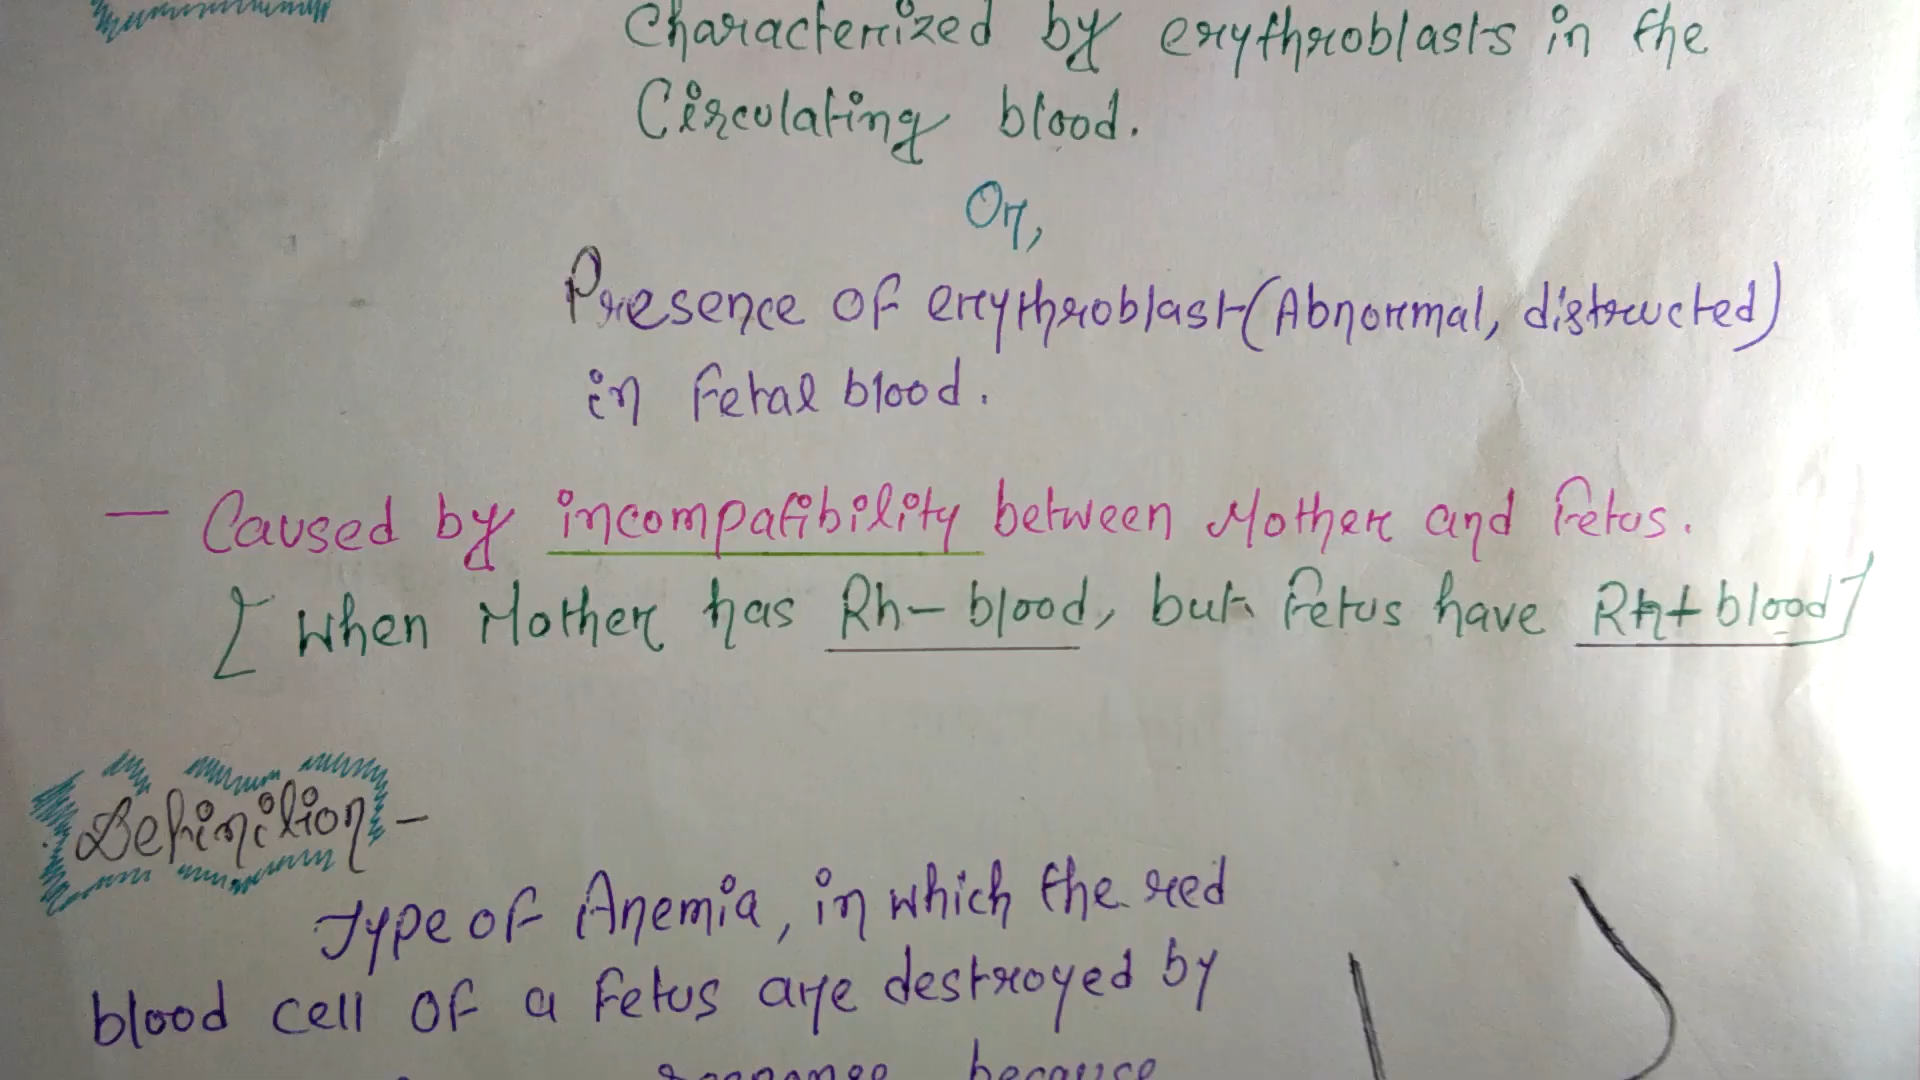 Characterized by erythroblasts in the
Circulating blood.
Or,
Presence of erythroblast (Abnormal, distructed)
in Fetal blood.
— Caused by incompatibility between Mother and Fetus.
[ When Mother has Rh- blood, but Fetus have Rh+ blood]
Definition -
Type of Anemia, in which the red
blood cell of a Fetus are destroyed by
response because